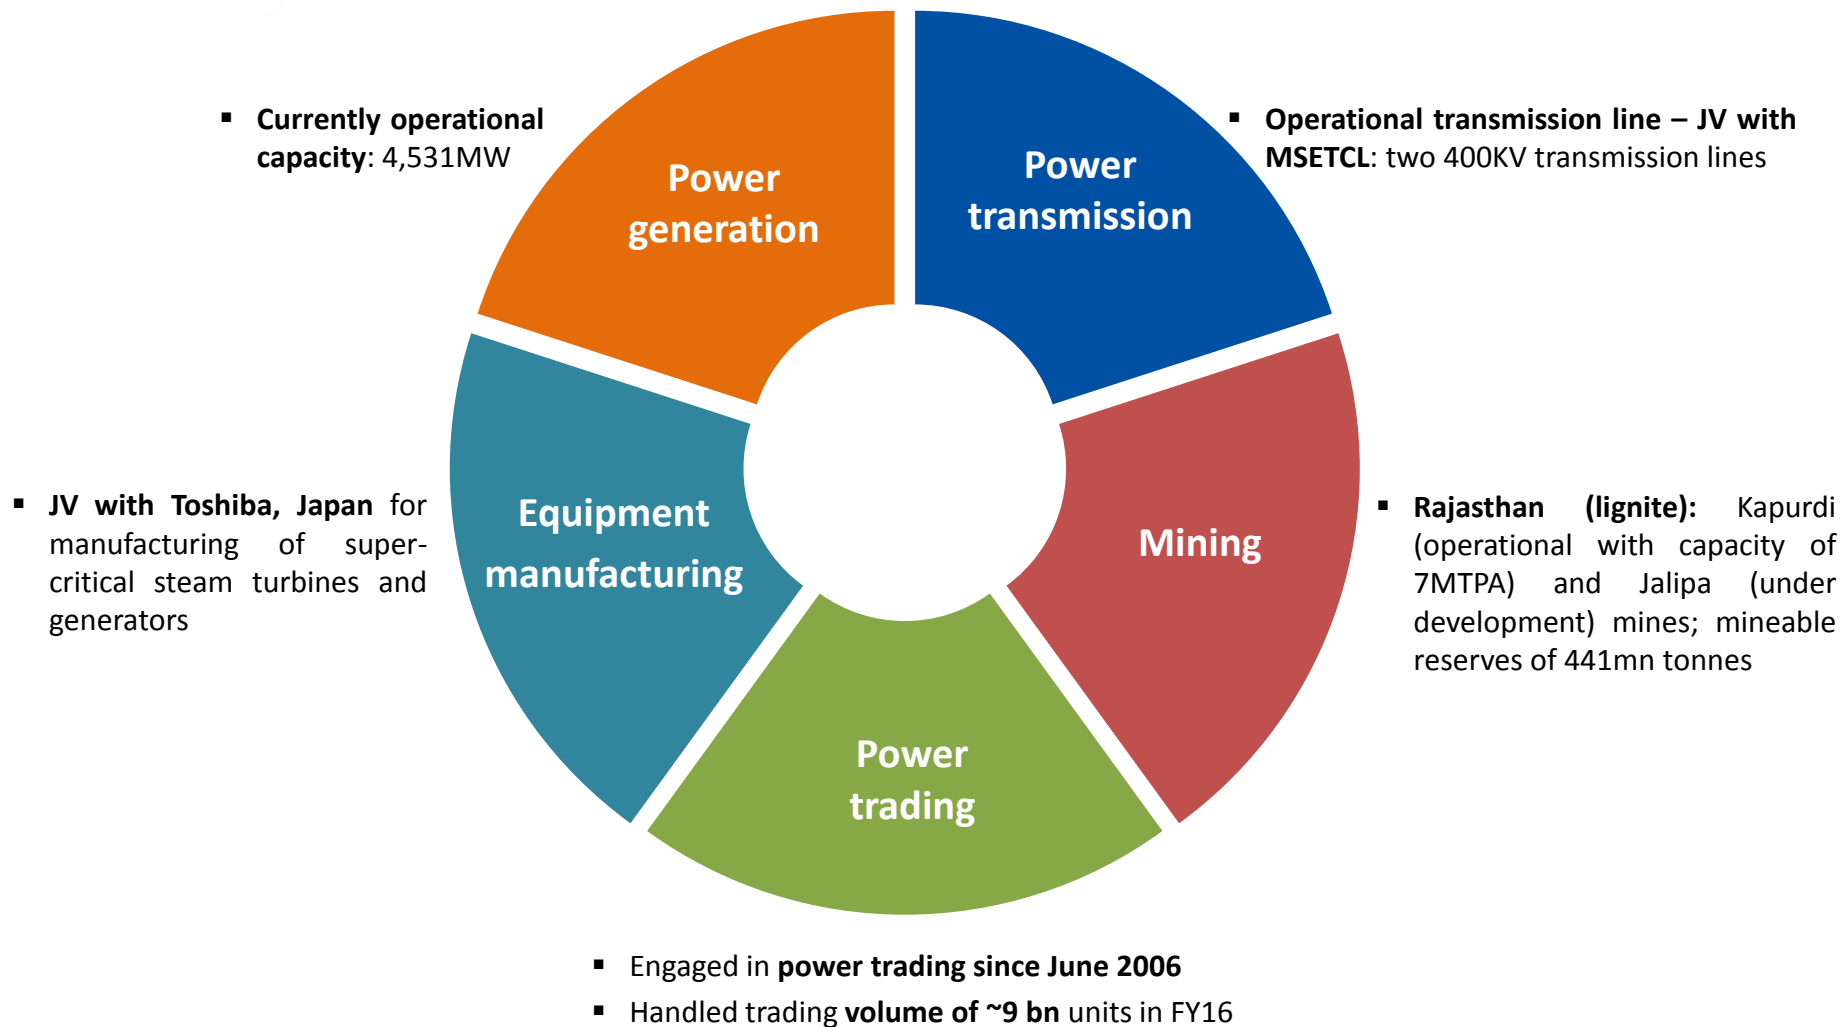 ▪ Currently operational
capacity: 4,531MW
Power
generation
Power
transmission
▪ Operational transmission line – JV with
MSETCL: two 400KV transmission lines
▪ JV with Toshiba, Japan for
manufacturing of super-
critical steam turbines and
generators
Equipment
manufacturing
Mining
▪ Rajasthan (lignite): Kapurdi
(operational with capacity of
7MTPA) and Jalipa (under
development) mines; mineable
reserves of 441mn tonnes
Power
trading
▪ Engaged in power trading since June 2006
▪ Handled trading volume of ~9 bn units in FY16